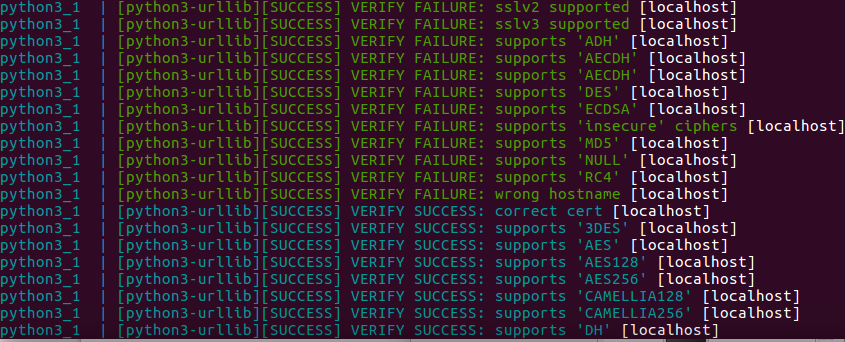 python3_1 | [python3-urllib][SUCCESS] VERIFY FAILURE: sslv2 supported [localhost]
python3_1 | [python3-urllib][SUCCESS] VERIFY FAILURE: sslv3 supported [localhost]
python3_1 | [python3-urllib][SUCCESS] VERIFY FAILURE: supports 'ADH' [localhost]
python3_1 | [python3-urllib][SUCCESS] VERIFY FAILURE: supports 'AECDH' [localhost]
python3_1 | [python3-urllib][SUCCESS] VERIFY FAILURE: supports 'AECDH' [localhost]
python3_1 | [python3-urllib][SUCCESS] VERIFY FAILURE: supports 'DES' [localhost]
python3_1 | [python3-urllib][SUCCESS] VERIFY FAILURE: supports 'ECDSA' [localhost]
python3_1 | [python3-urllib][SUCCESS] VERIFY FAILURE: supports 'insecure' ciphers [localhost]
python3_1 | [python3-urllib][SUCCESS] VERIFY FAILURE: supports 'MD5' [localhost]
python3_1 | [python3-urllib][SUCCESS] VERIFY FAILURE: supports 'NULL' [localhost]
python3_1 | [python3-urllib][SUCCESS] VERIFY FAILURE: supports 'RC4' [localhost]
python3_1 | [python3-urllib][SUCCESS] VERIFY FAILURE: wrong hostname [localhost]
python3_1 | [python3-urllib][SUCCESS] VERIFY SUCCESS: correct cert [localhost]
python3_1 | [python3-urllib][SUCCESS] VERIFY SUCCESS: supports '3DES' [localhost]
python3_1 | [python3-urllib][SUCCESS] VERIFY SUCCESS: supports 'AES' [localhost]
python3_1 | [python3-urllib][SUCCESS] VERIFY SUCCESS: supports 'AES128' [localhost]
python3_1 | [python3-urllib][SUCCESS] VERIFY SUCCESS: supports 'AES256' [localhost]
python3_1 | [python3-urllib][SUCCESS] VERIFY SUCCESS: supports 'CAMELLIA128' [localhost]
python3_1 | [python3-urllib][SUCCESS] VERIFY SUCCESS: supports 'CAMELLIA256' [localhost]
python3_1 | [python3-urllib][SUCCESS] VERIFY SUCCESS: supports 'DH' [localhost]